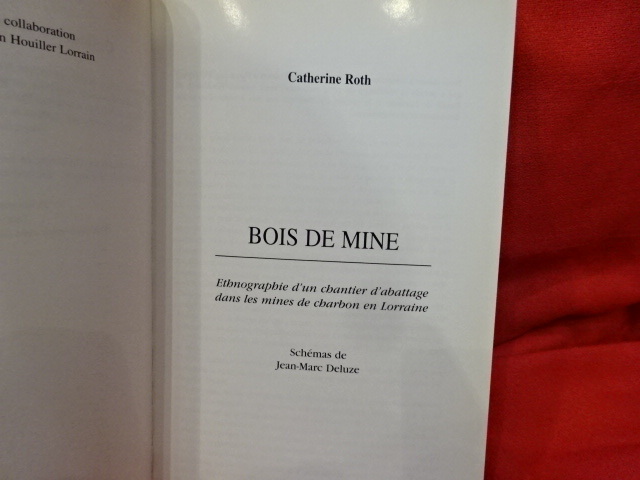 collaboration
n Houiller Lorrain
Catherine Roth
BOIS DE MINE
Ethnographie d'un chantier d'abattage
dans les mines de charbon en Lorraine
Schémas de
Jean-Marc Deluze